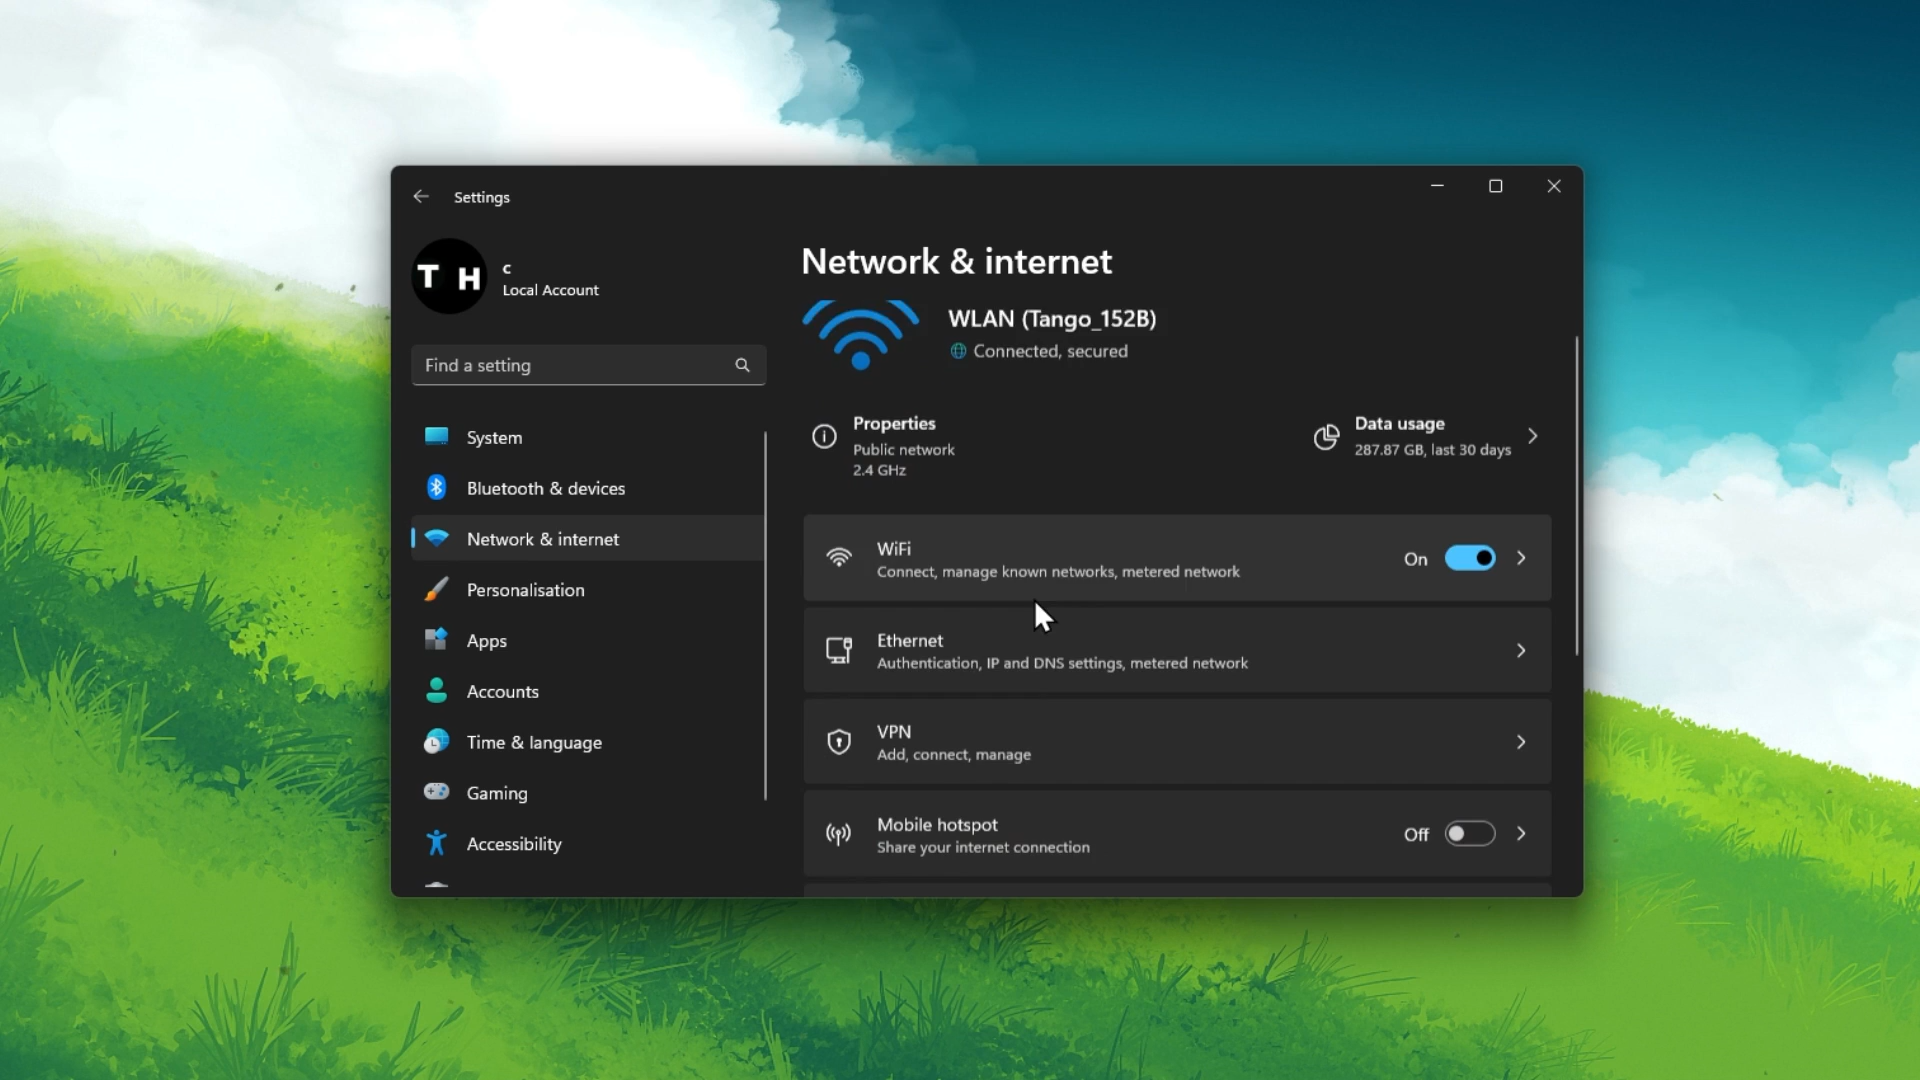 Settings
T H
c
Local Account
Find a setting
System
Bluetooth & devices
Network & internet
Personalisation
Apps
Accounts
Time & language
Gaming
Accessibility
Network & internet
WLAN (Tango_152B)
Connected, secured
Properties
Public network
2.4 GHz
Data usage
287.87 GB, last 30 days
WiFi
Connect, manage known networks, metered network
On
Ethernet
Authentication, IP and DNS settings, metered network
VPN
Add, connect, manage
Mobile hotspot
Share your internet connection
Off